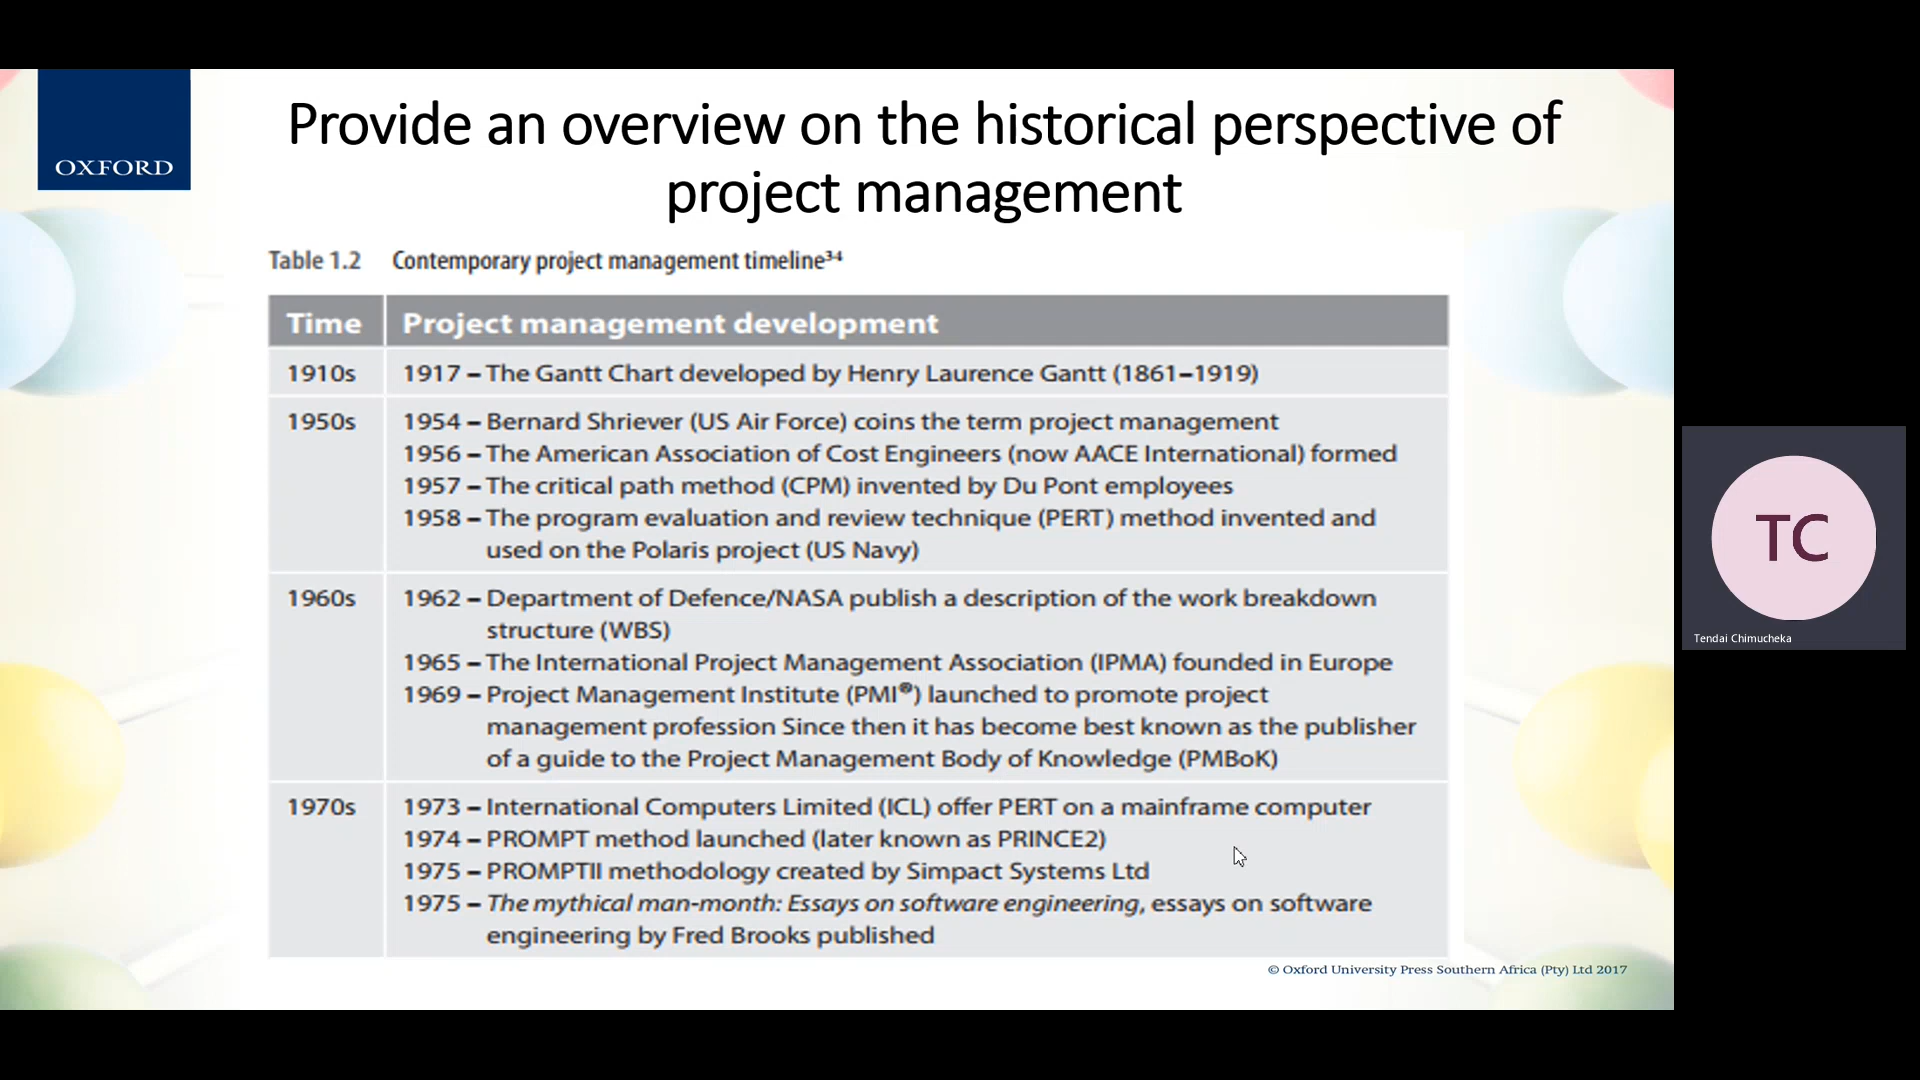 OXFORD
Provide an overview on the historical perspective of
project management
Table 1.2 Contemporary project management timeline³⁴
Time Project management development
1910s 1917 – The Gantt Chart developed by Henry Laurence Gantt (1861–1919)
1950s 1954 – Bernard Shriever (US Air Force) coins the term project management
1956 – The American Association of Cost Engineers (now AACE International) formed
1957 – The critical path method (CPM) invented by Du Pont employees
1958 – The program evaluation and review technique (PERT) method invented and
used on the Polaris project (US Navy)
1960s 1962 – Department of Defence/NASA publish a description of the work breakdown
structure (WBS)
1965 – The International Project Management Association (IPMA) founded in Europe
1969 – Project Management Institute (PMI®) launched to promote project
management profession Since then it has become best known as the publisher
of a guide to the Project Management Body of Knowledge (PMBoK)
1970s 1973 – International Computers Limited (ICL) offer PERT on a mainframe computer
1974 – PROMPT method launched (later known as PRINCE2)
1975 – PROMPTII methodology created by Simpact Systems Ltd
1975 – The mythical man-month: Essays on software engineering, essays on software
engineering by Fred Brooks published
© Oxford University Press Southern Africa (Pty) Ltd 2017
TC
Tendai Chimucheka